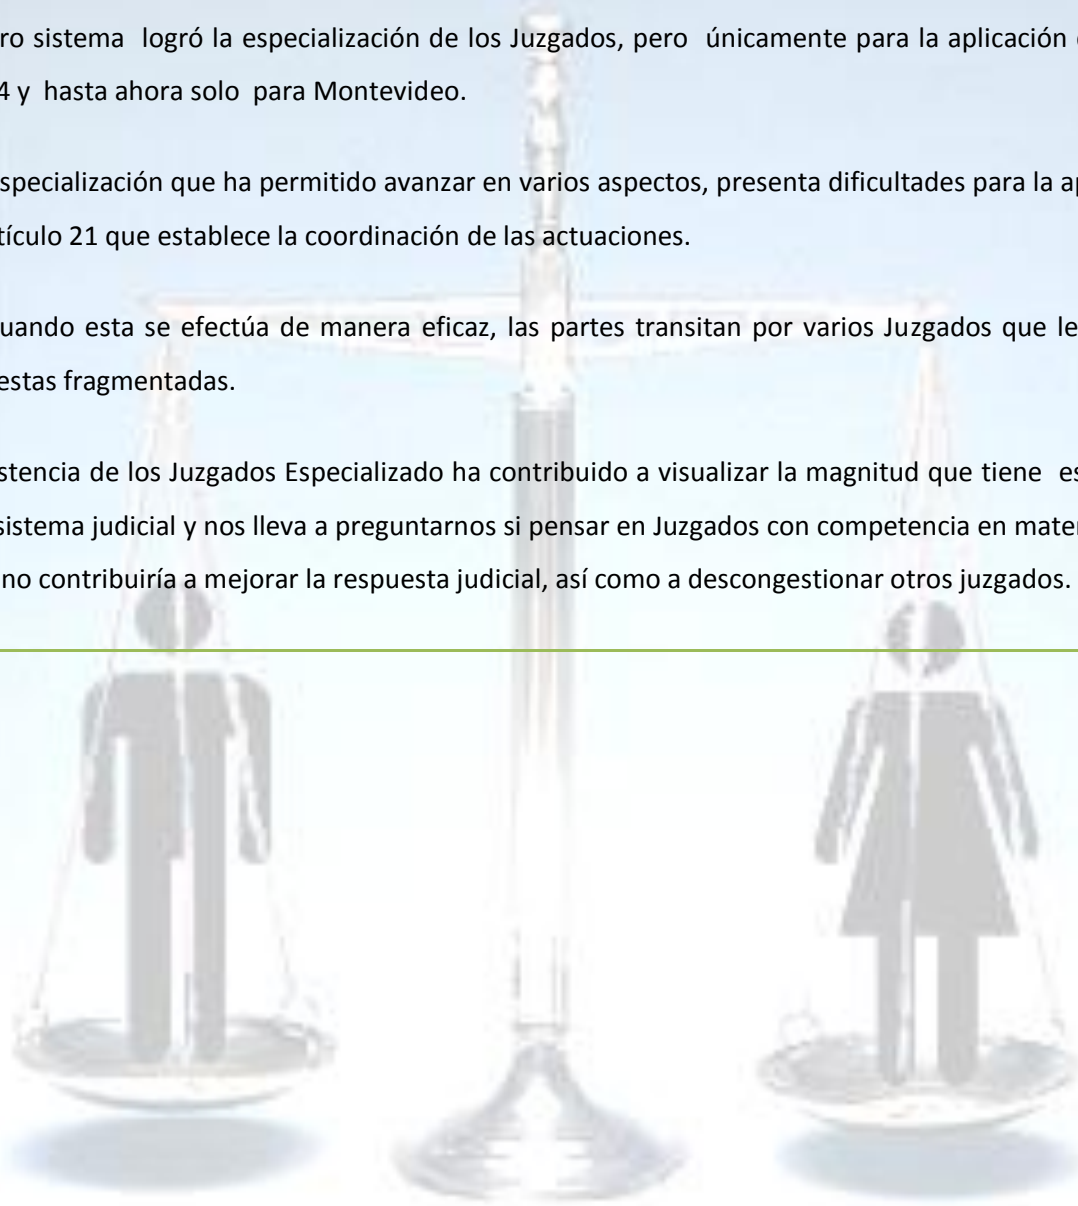 ro sistema logró la especialización de los Juzgados, pero únicamente para la aplicación
4 y hasta ahora solo para Montevideo.
specialización que ha permitido avanzar en varios aspectos, presenta dificultades para la
tículo 21 que establece la coordinación de las actuaciones.
uando esta se efectúa de manera eficaz, las partes transitan por varios Juzgados que le
estas fragmentadas.
stencia de los Juzgados Especializado ha contribuido a visualizar la magnitud que tiene es
sistema judicial y nos lleva a preguntarnos si pensar en Juzgados con competencia en mater
no contribuiría a mejorar la respuesta judicial, así como a descongestionar otros juzgados.